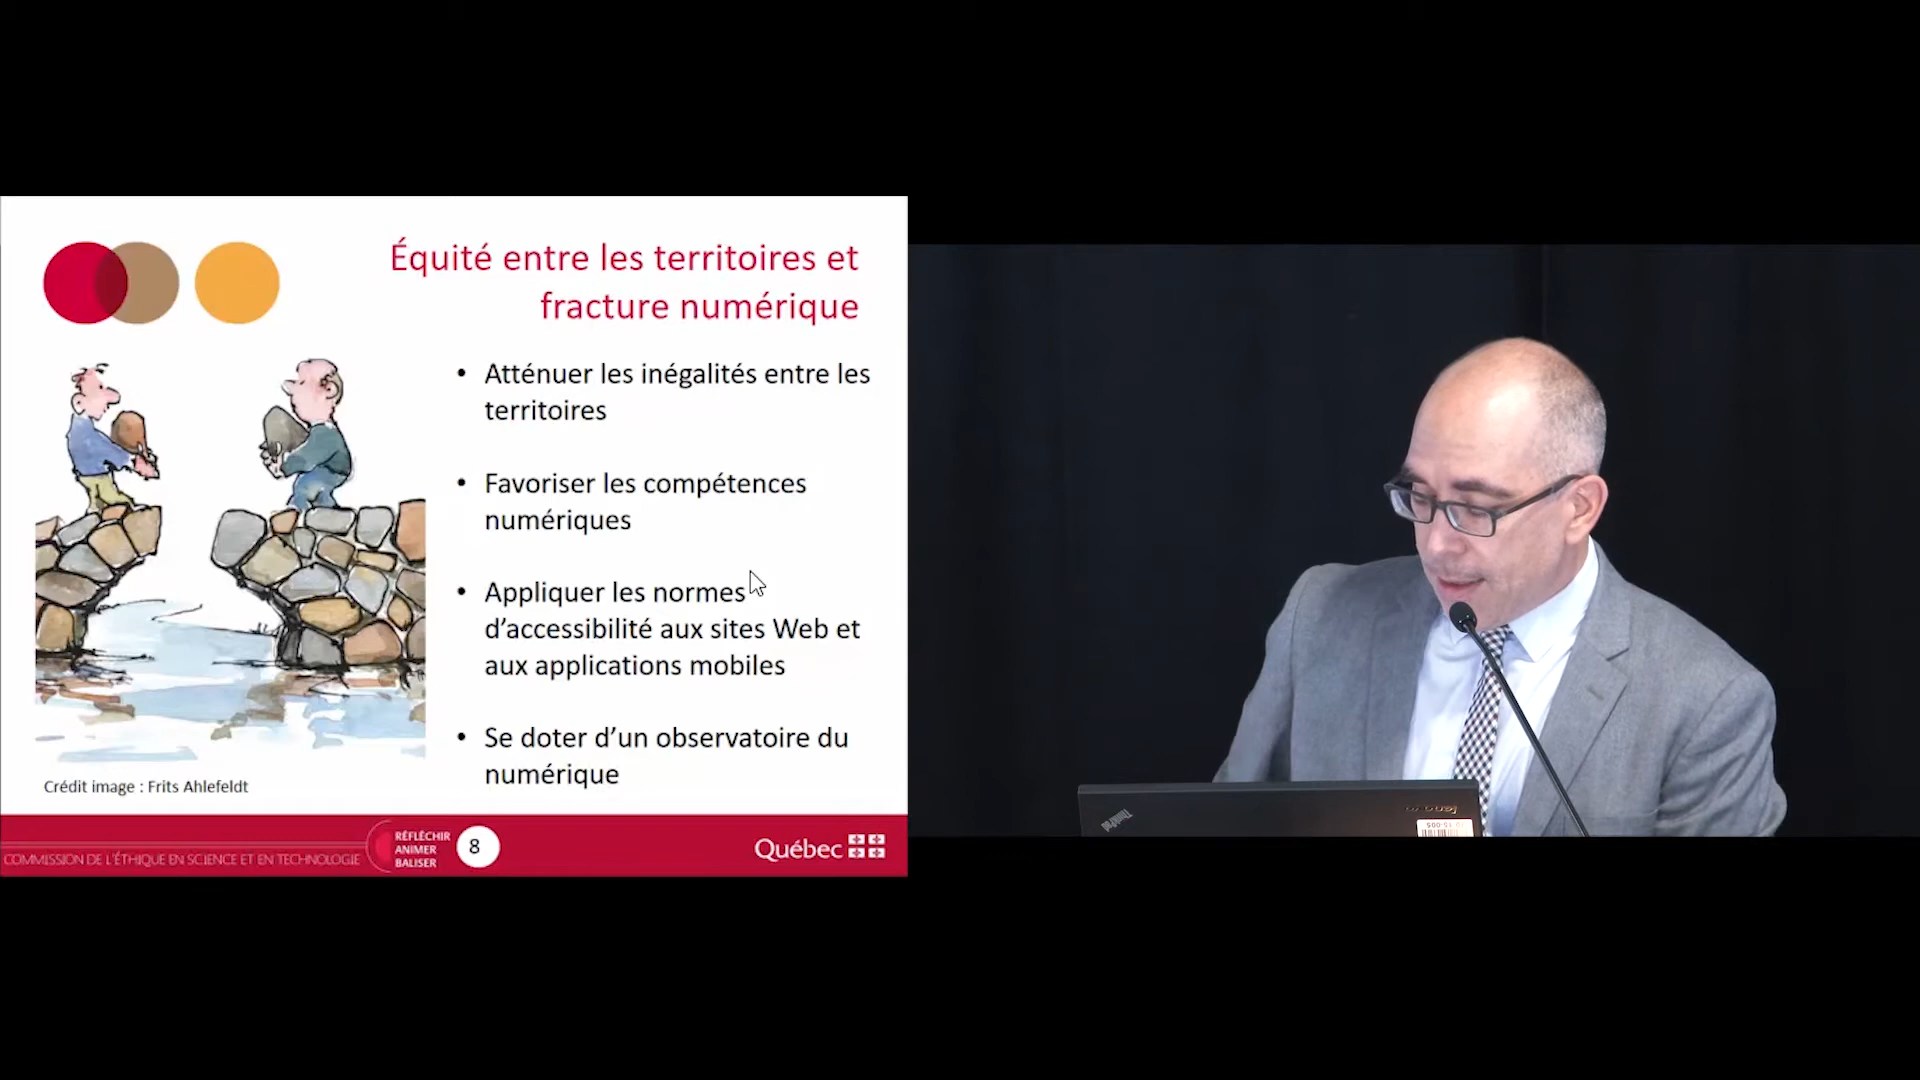 Équité entre les territoires et
fracture numérique
• Atténuer les inégalités entre les
territoires
• Favoriser les compétences
numériques
• Appliquer les normes
d’accessibilité aux sites Web et
aux applications mobiles
• Se doter d’un observatoire du
numérique
Crédit image : Frits Ahlefeldt
COMMISSION DE L’ÉTHIQUE EN SCIENCE ET EN TECHNOLOGIE
RÉFLÉCHIR
ANIMER
BALISER
8
Québec
ThinkPad
lenovo